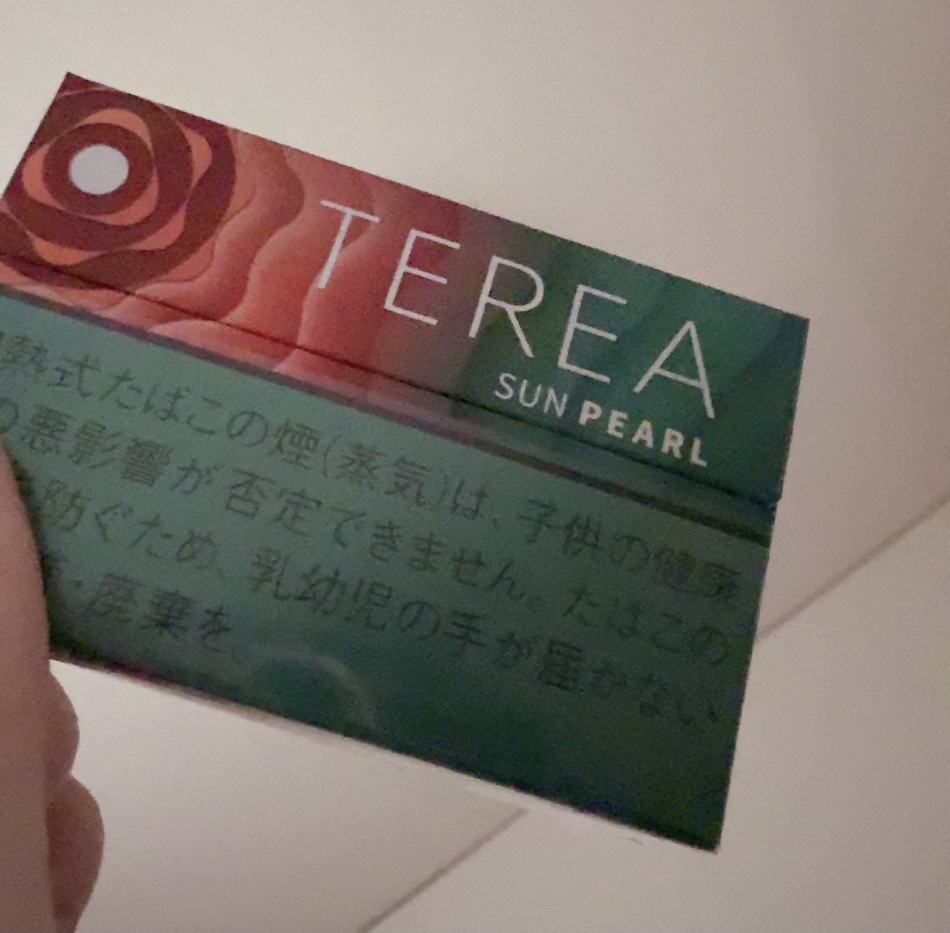 TEREA
SUN PEARL
熱式たばこの煙(蒸気)は、子供の健康
の悪影響が否定できません。たばこの
防ぐため、乳幼児の手が届かない
・廃棄を。